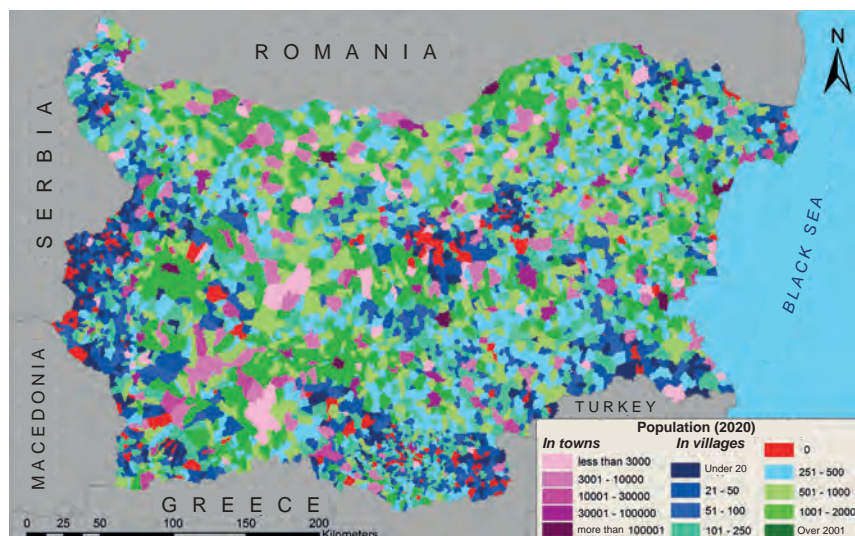 ROMANIA
N
SERBIA
BLACK SEA
MACEDONIA
TURKEY
GREECE
0 25 50 100 150 200
Kilometers
Population (2020)
In towns
less than 3000
3001 - 10000
10001 - 30000
30001 - 100000
more than 100001
In villages
Under 20
21 - 50
51 - 100
101 - 250
0
251 - 500
501 - 1000
1001 - 2000
Over 2001